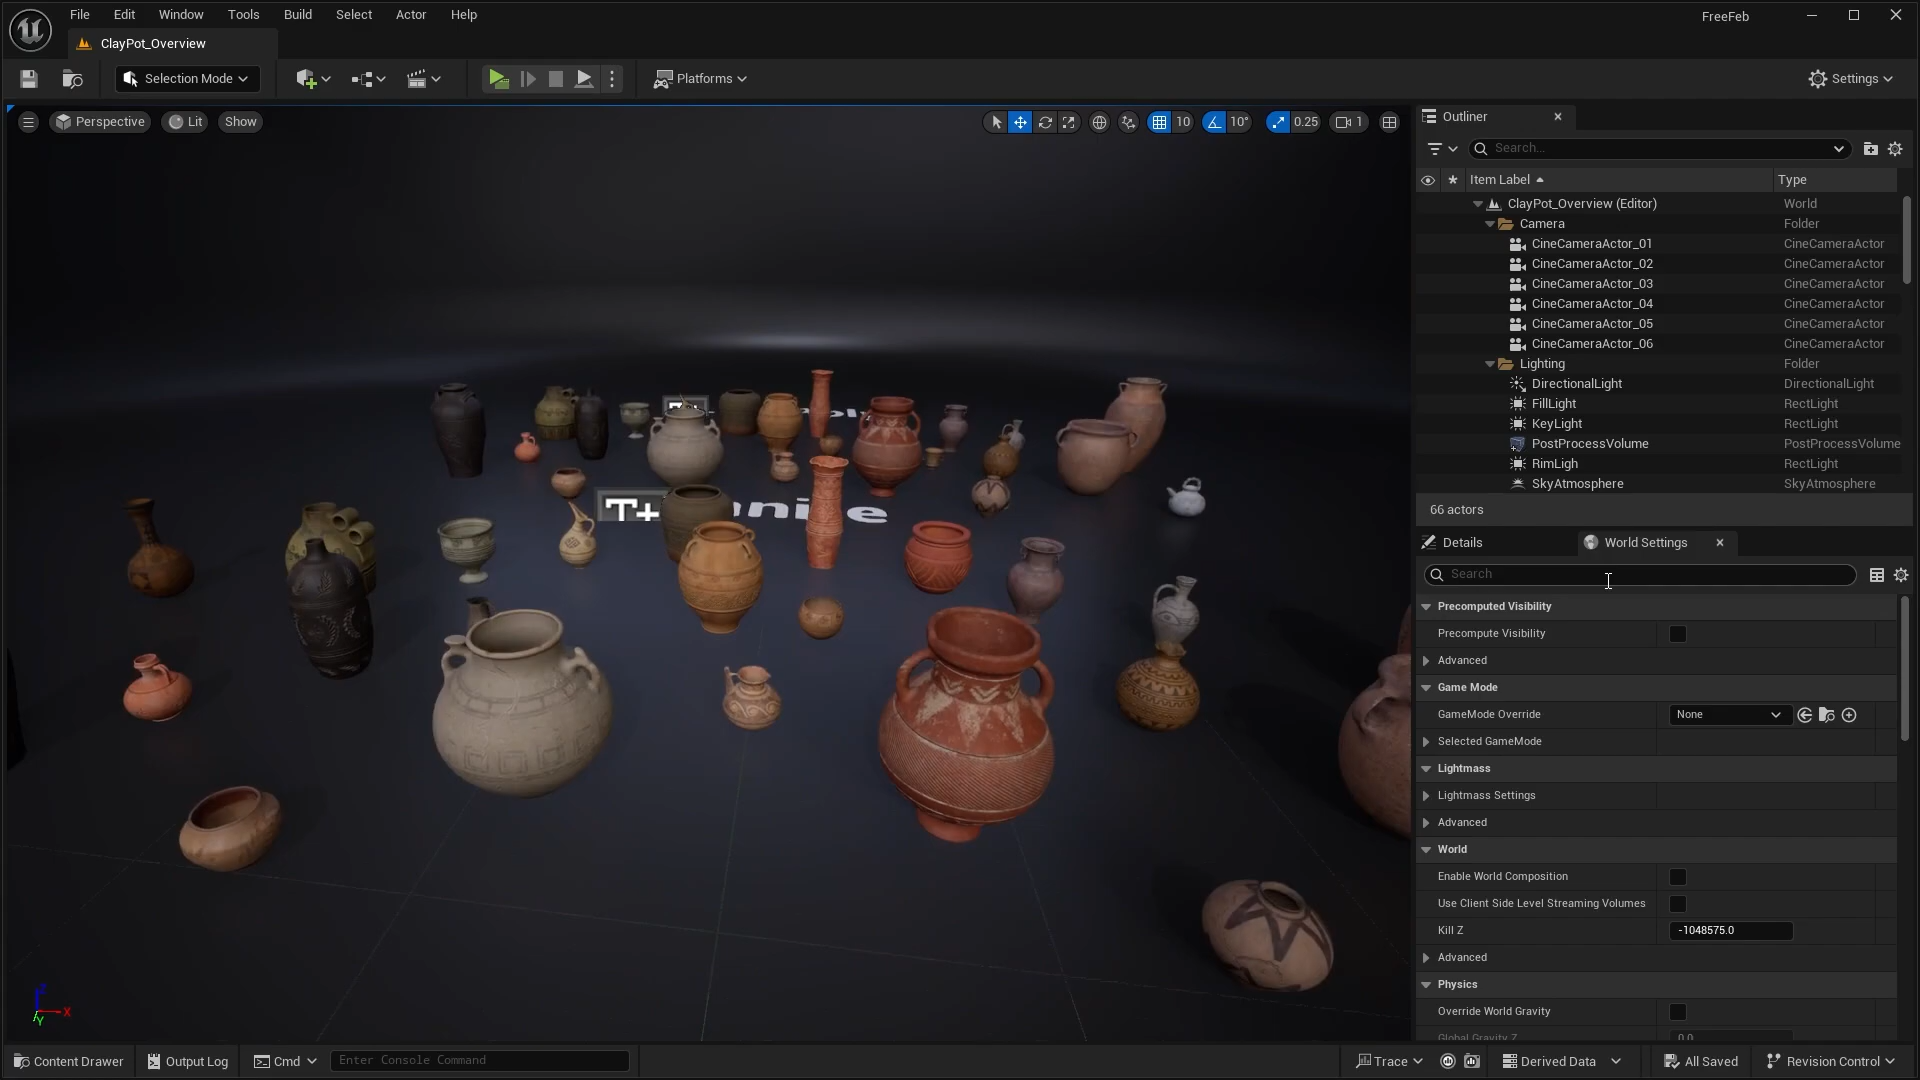 File Edit Window Tools Build Select Actor Help
FreeFeb
ClayPot_Overview
Selection Mode
Platforms
Settings
Perspective Lit Show
10 10° 0.25 1
T+
Outliner
Search...
Item Label Type
ClayPot_Overview (Editor) World
Camera Folder
CineCameraActor_01 CineCameraActor
CineCameraActor_02 CineCameraActor
CineCameraActor_03 CineCameraActor
CineCameraActor_04 CineCameraActor
CineCameraActor_05 CineCameraActor
CineCameraActor_06 CineCameraActor
Lighting Folder
DirectionalLight DirectionalLight
FillLight RectLight
KeyLight RectLight
PostProcessVolume PostProcessVolume
RimLigh RectLight
SkyAtmosphere SkyAtmosphere
66 actors
Details World Settings
Search
Precomputed Visibility
Precompute Visibility
Advanced
Game Mode
GameMode Override None
Selected GameMode
Lightmass
Lightmass Settings
Advanced
World
Enable World Composition
Use Client Side Level Streaming Volumes
Kill Z -1048575.0
Advanced
Physics
Override World Gravity
Global Gravity Z 0.0
Content Drawer Output Log Cmd Enter Console Command
Trace Derived Data All Saved Revision Control
X
Y
Z